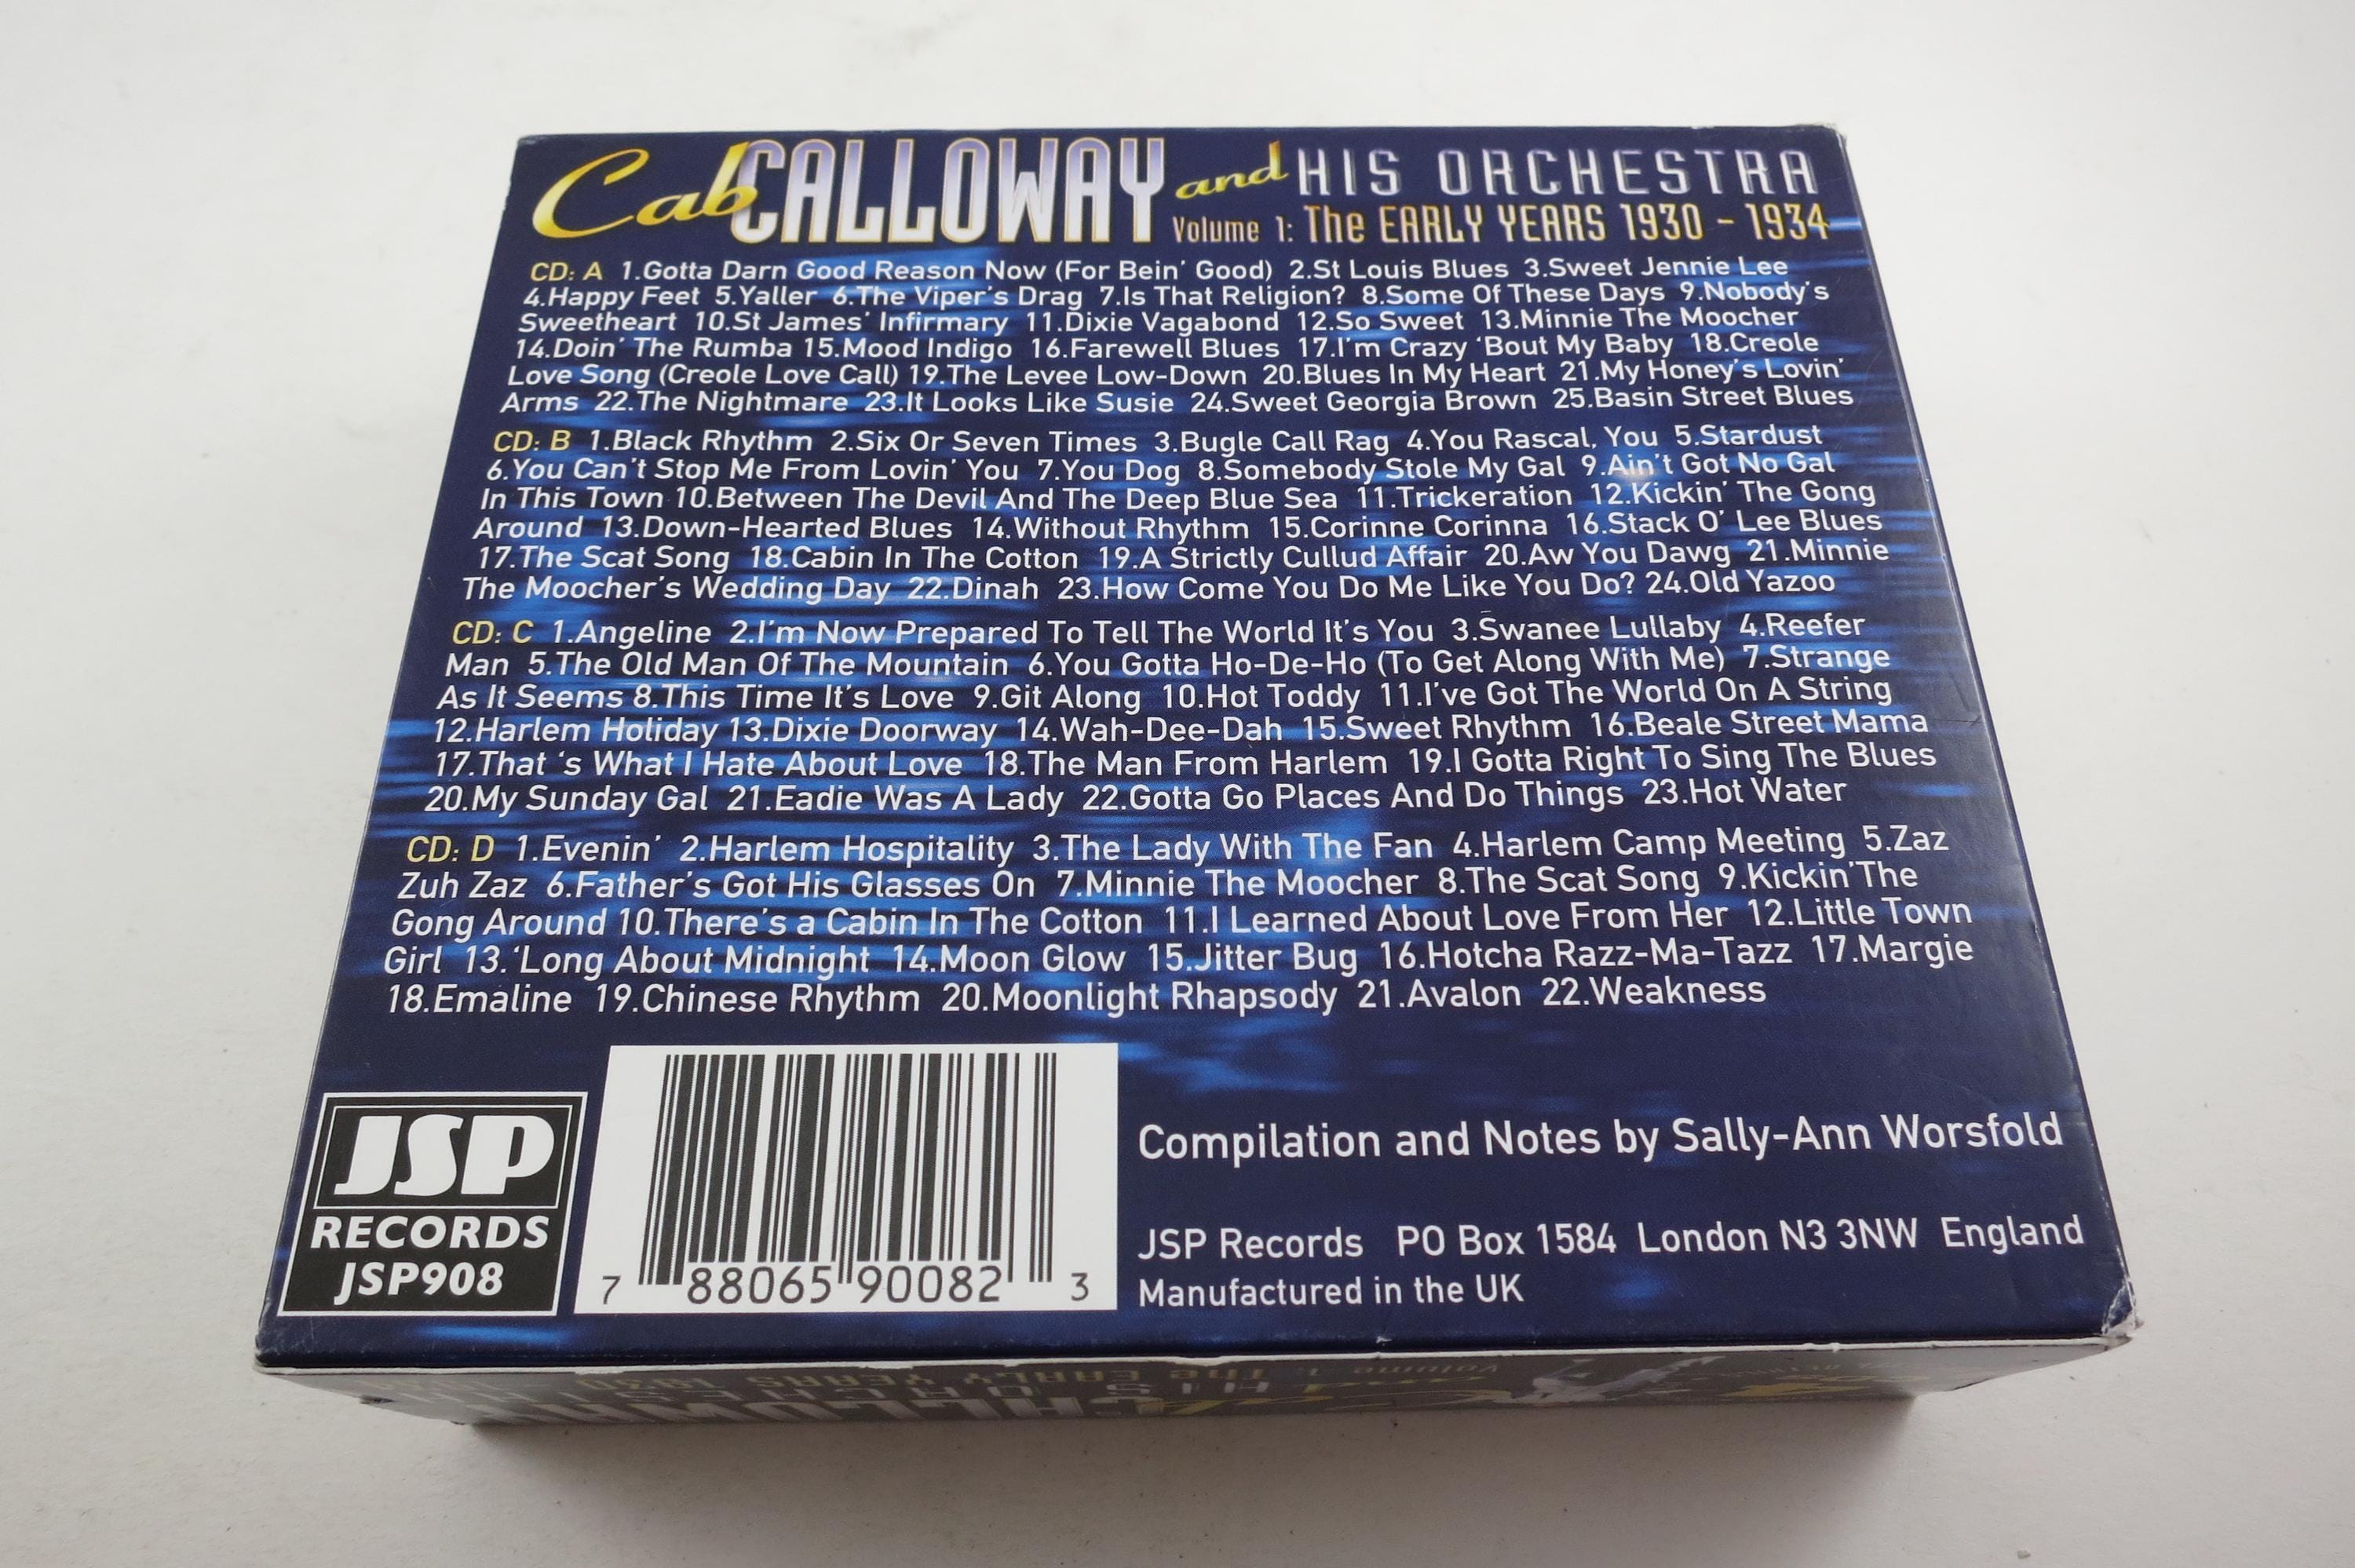 Cab CALLOWAY and HIS ORCHESTRA
Volume 1: The EARLY YEARS 1930 - 1934
CD: A 1.Gotta Darn Good Reason Now (For Bein' Good) 2.St Louis Blues 3.Sweet Jennie Lee
4.Happy Feet 5.Yaller 6.The Viper's Drag 7.Is That Religion? 8.Some Of These Days 9.Nobody's
Sweetheart 10.St James' Infirmary 11.Dixie Vagabond 12.So Sweet 13.Minnie The Moocher
14.Doin' The Rumba 15.Mood Indigo 16.Farewell Blues 17.I'm Crazy 'Bout My Baby 18.Creole
Love Song (Creole Love Call) 19.The Levee Low-Down 20.Blues In My Heart 21.My Honey's Lovin'
Arms 22.The Nightmare 23.It Looks Like Susie 24.Sweet Georgia Brown 25.Basin Street Blues
CD: B 1.Black Rhythm 2.Six Or Seven Times 3.Bugle Call Rag 4.You Rascal, You 5.Stardust
6.You Can't Stop Me From Lovin' You 7.You Dog 8.Somebody Stole My Gal 9.Ain't Got No Gal
In This Town 10.Between The Devil And The Deep Blue Sea 11.Trickeration 12.Kickin' The Gong
Around 13.Down-Hearted Blues 14.Without Rhythm 15.Corinne Corinna 16.Stack O' Lee Blues
17.The Scat Song 18.Cabin In The Cotton 19.A Strictly Cullud Affair 20.Aw You Dawg 21.Minnie
The Moocher's Wedding Day 22.Dinah 23.How Come You Do Me Like You Do? 24.Old Yazoo
CD: C 1.Angeline 2.I'm Now Prepared To Tell The World It's You 3.Swanee Lullaby 4.Reefer
Man 5.The Old Man Of The Mountain 6.You Gotta Ho-De-Ho (To Get Along With Me) 7.Strange
As It Seems 8.This Time It's Love 9.Git Along 10.Hot Toddy 11.I've Got The World On A String
12.Harlem Holiday 13.Dixie Doorway 14.Wah-Dee-Dah 15.Sweet Rhythm 16.Beale Street Mama
17.That 's What I Hate About Love 18.The Man From Harlem 19.I Gotta Right To Sing The Blues
20.My Sunday Gal 21.Eadie Was A Lady 22.Gotta Go Places And Do Things 23.Hot Water
CD: D 1.Evenin' 2.Harlem Hospitality 3.The Lady With The Fan 4.Harlem Camp Meeting 5.Zaz
Zuh Zaz 6.Father's Got His Glasses On 7.Minnie The Moocher 8.The Scat Song 9.Kickin'The
Gong Around 10.There's a Cabin In The Cotton 11.I Learned About Love From Her 12.Little Town
Girl 13.'Long About Midnight 14.Moon Glow 15.Jitter Bug 16.Hotcha Razz-Ma-Tazz 17.Margie
18.Emaline 19.Chinese Rhythm 20.Moonlight Rhapsody 21.Avalon 22.Weakness
JSP
RECORDS
JSP908
7 88065 90082 3
Compilation and Notes by Sally-Ann Worsfold
JSP Records PO Box 1584 London N3 3NW England
Manufactured in the UK
Volume 1: The EARLY YEARS 1930
HIS ORCHESTRA
CALLOWAY